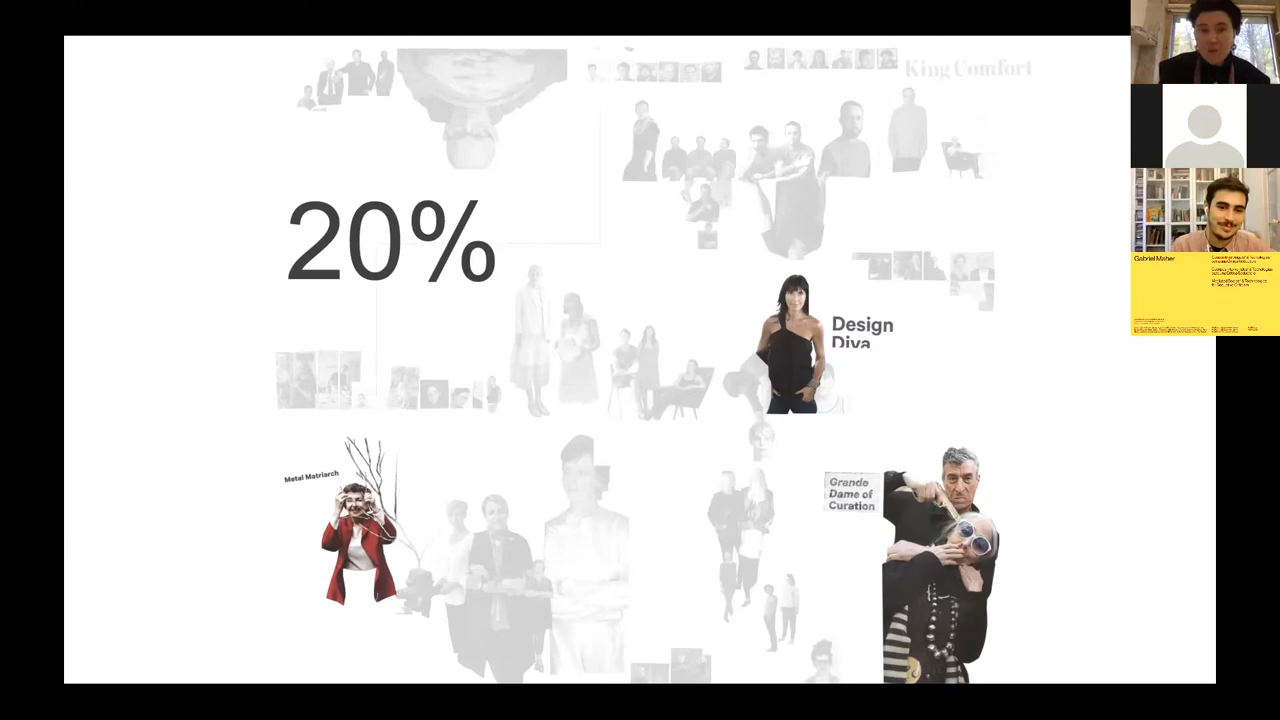 King Comfort
20%
Design
Diva
Metal Matriarch
Grande
Dame of
Curation
Gabriel Maher